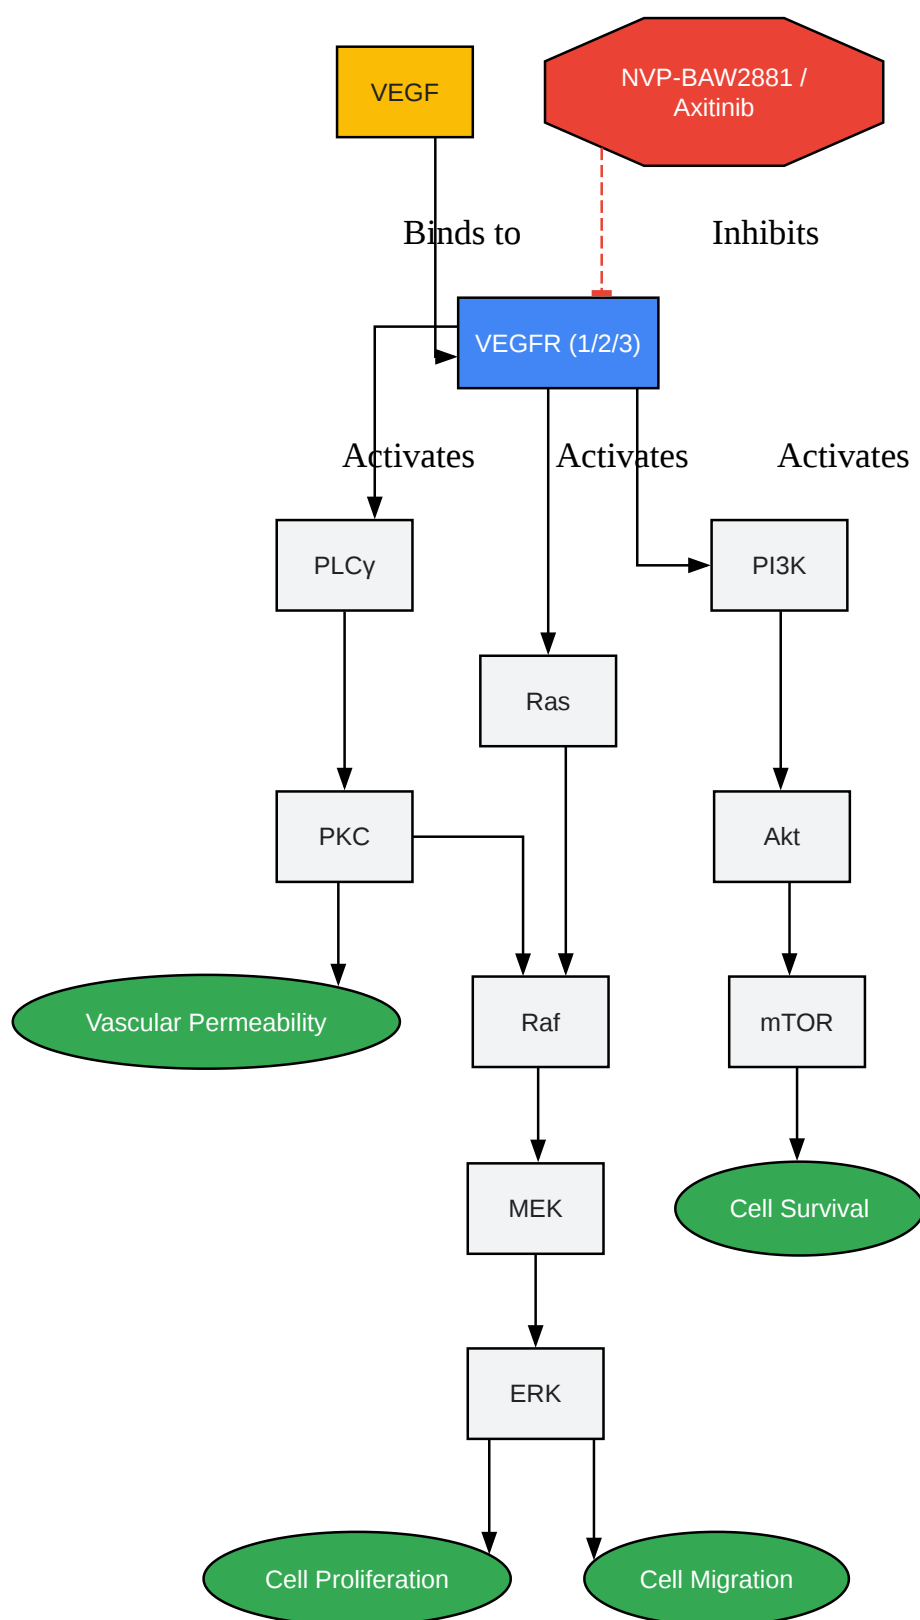 VEGF
NVP-BAW2881 /
Axitinib
Binds to
Inhibits
VEGFR (1/2/3)
Activates
Activates
Activates
PLCγ
PI3K
Ras
PKC
Akt
Vascular Permeability
Raf
mTOR
MEK
Cell Survival
ERK
Cell Proliferation
Cell Migration